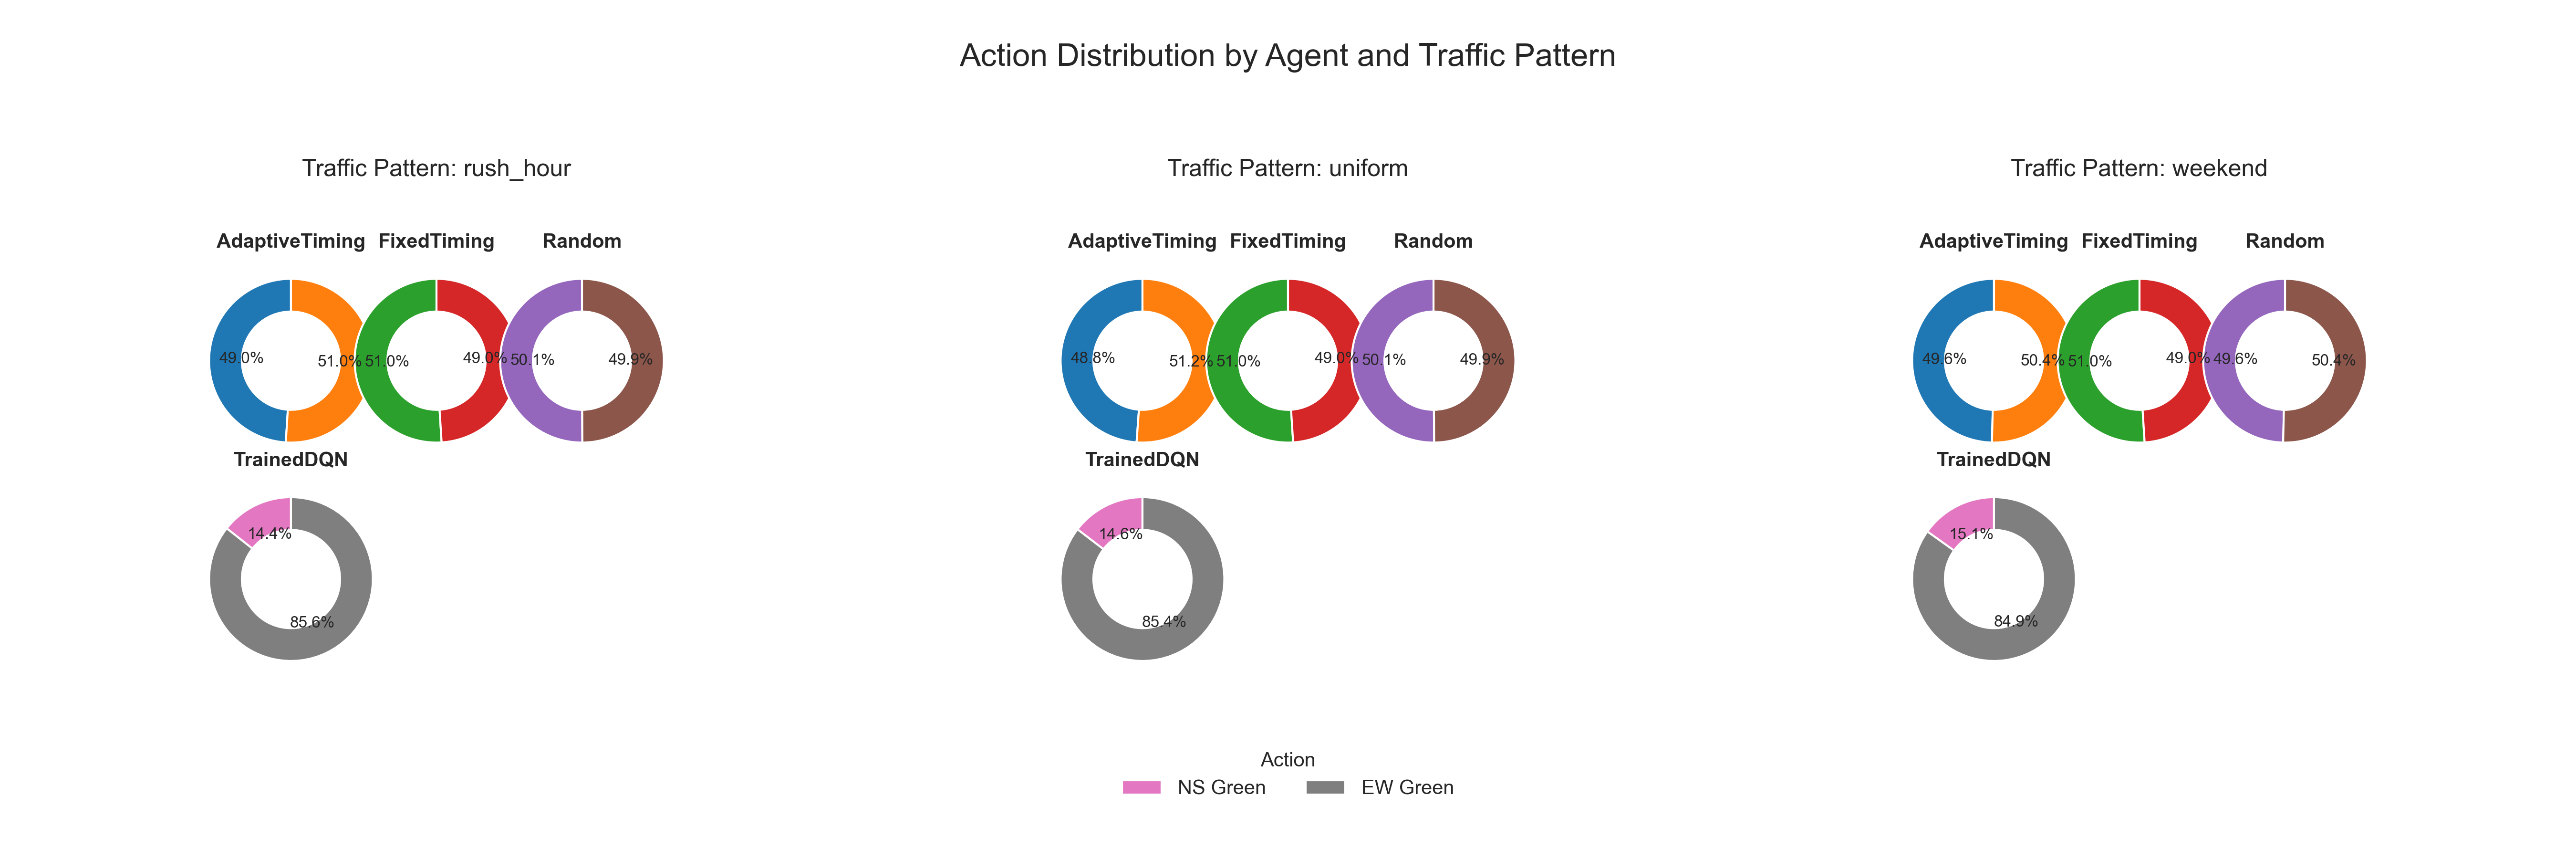 Action Distribution by Agent and Traffic Pattern
Traffic Pattern: rush_hour
AdaptiveTiming
FixedTiming
Random
49.0%
51.0%
51.0%
49.0%
50.1%
49.9%
TrainedDQN
14.4%
85.6%
Traffic Pattern: uniform
AdaptiveTiming
FixedTiming
Random
48.8%
51.2%
51.0%
49.0%
50.1%
49.9%
TrainedDQN
14.6%
85.4%
Traffic Pattern: weekend
AdaptiveTiming
FixedTiming
Random
49.6%
50.4%
51.0%
49.0%
49.6%
50.4%
TrainedDQN
15.1%
84.9%
Action
NS Green
EW Green